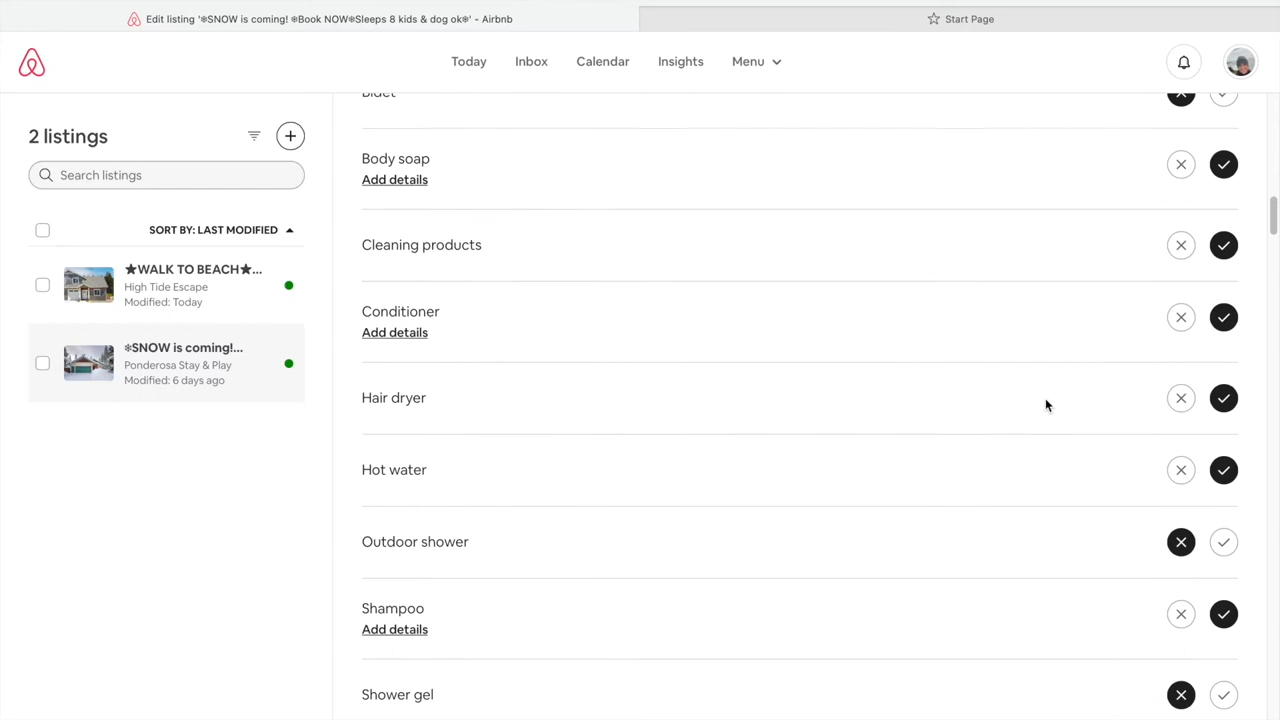 Edit listing '❄SNOW is coming! ❄Book NOW❄Sleeps 8 kids & dog ok❄' - Airbnb
Start Page
Today
Inbox
Calendar
Insights
Menu
2 listings
Search listings
SORT BY: LAST MODIFIED
★WALK TO BEACH★...
High Tide Escape
Modified: Today
❄SNOW is coming!...
Ponderosa Stay & Play
Modified: 6 days ago
Bidet
Body soap
Add details
Cleaning products
Conditioner
Add details
Hair dryer
Hot water
Outdoor shower
Shampoo
Add details
Shower gel